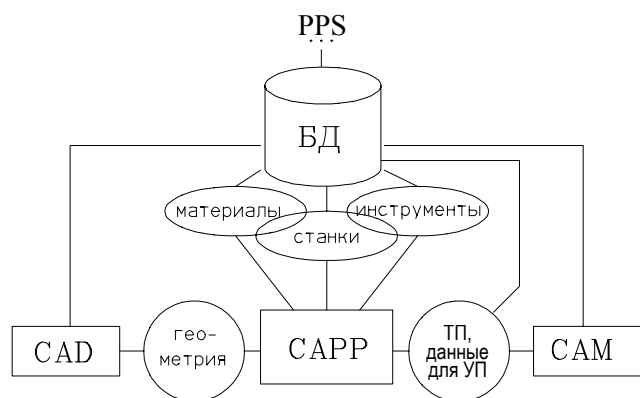 PPS
...
БД
материалы
инструменты
станки
гео-
метрия
CAD
CAPP
ТП,
данные
для УП
CAM